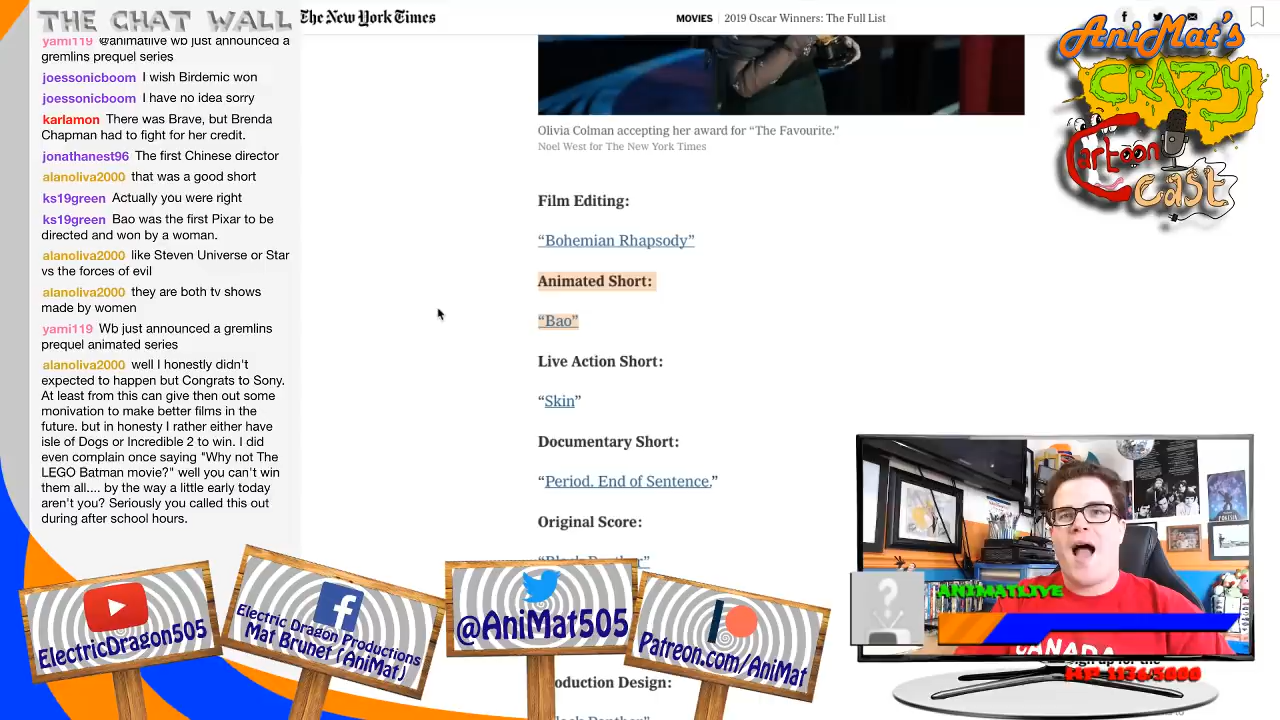 THE CHAT WALL
yami119 @animatlive wb just announced a
gremlins prequel series
joessonicboom I wish Birdemic won
joessonicboom I have no idea sorry
karlamon There was Brave, but Brenda
Chapman had to fight for her credit.
jonathanest96 The first Chinese director
alanoliva2000 that was a good short
ks19green Actually you were right
ks19green Bao was the first Pixar to be
directed and won by a woman.
alanoliva2000 like Steven Universe or Star
vs the forces of evil
alanoliva2000 they are both tv shows
made by women
yami119 Wb just announced a gremlins
prequel animated series
alanoliva2000 well I honestly didn't
expected to happen but Congrats to Sony.
At least from this can give then out some
monivation to make better films in the
future. but in honesty I rather either have
isle of Dogs or Incredible 2 to win. I did
even complain once saying "Why not The
LEGO Batman movie?" well you can't win
them all.... by the way a little early today
aren't you? Seriously you called this out
during after school hours.
The New York Times
MOVIES | 2019 Oscar Winners: The Full List
Olivia Colman accepting her award for “The Favourite.”
Noel West for The New York Times
Film Editing:
“Bohemian Rhapsody”
Animated Short:
“Bao”
Live Action Short:
“Skin”
Documentary Short:
“Period. End of Sentence.”
Original Score:
“Black Panther”
oduction Design:
AniMat's
CRAZY
Cartoon
Cast
ANIMATLIVE
CANADA
sign up for the
HP 1136/5000
ElectricDragon505
Electric Dragon Productions
Mat Brunet (AniMat)
@AniMat505
Patreon.com/AniMat